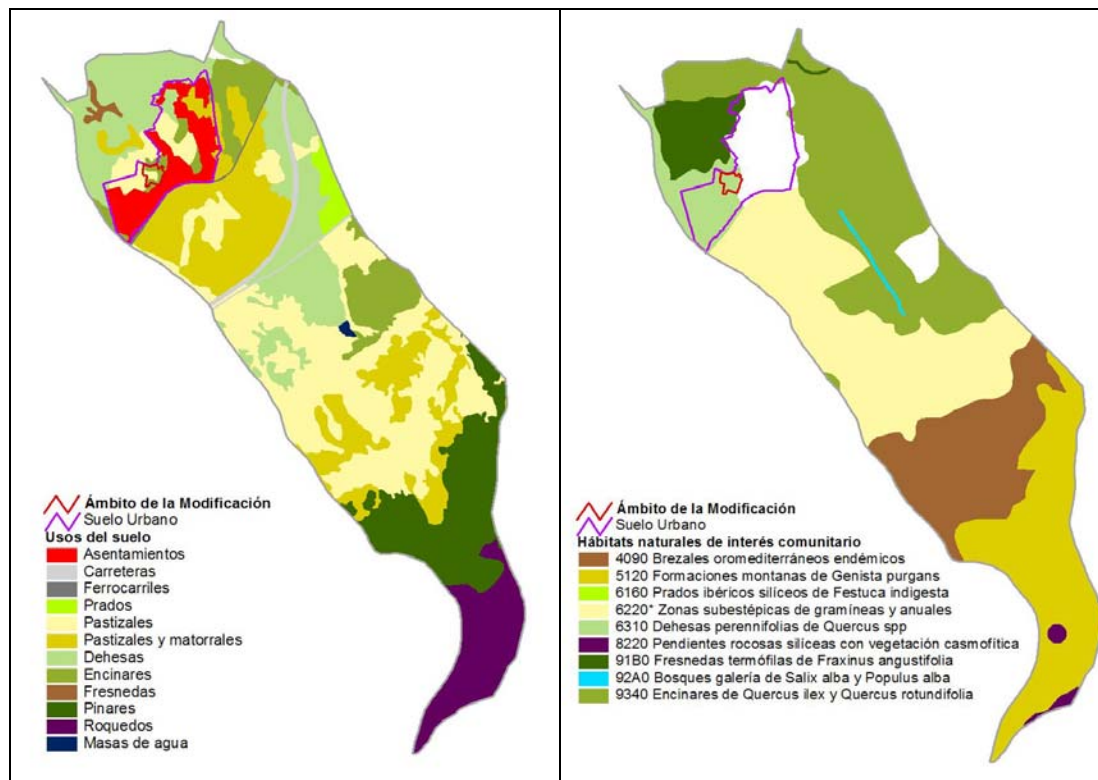 Ámbito de la Modificación
Suelo Urbano
Usos del suelo
Asentamientos
Carreteras
Ferrocarriles
Prados
Pastizales
Pastizales y matorrales
Dehesas
Encinares
Fresnedas
Pinares
Roquedos
Masas de agua
Ámbito de la Modificación
Suelo Urbano
Hábitats naturales de interés comunitario
4090 Brezales oromediterráneos endémicos
5120 Formaciones montanas de Genista purgans
6160 Prados ibéricos silíceos de Festuca indigesta
6220* Zonas subestépicas de gramíneas y anuales
6310 Dehesas perennifolias de Quercus spp
8220 Pendientes rocosas silíceas con vegetación casmofítica
91B0 Fresnedas termófilas de Fraxinus angustifolia
92A0 Bosques galería de Salix alba y Populus alba
9340 Encinares de Quercus ilex y Quercus rotundifolia